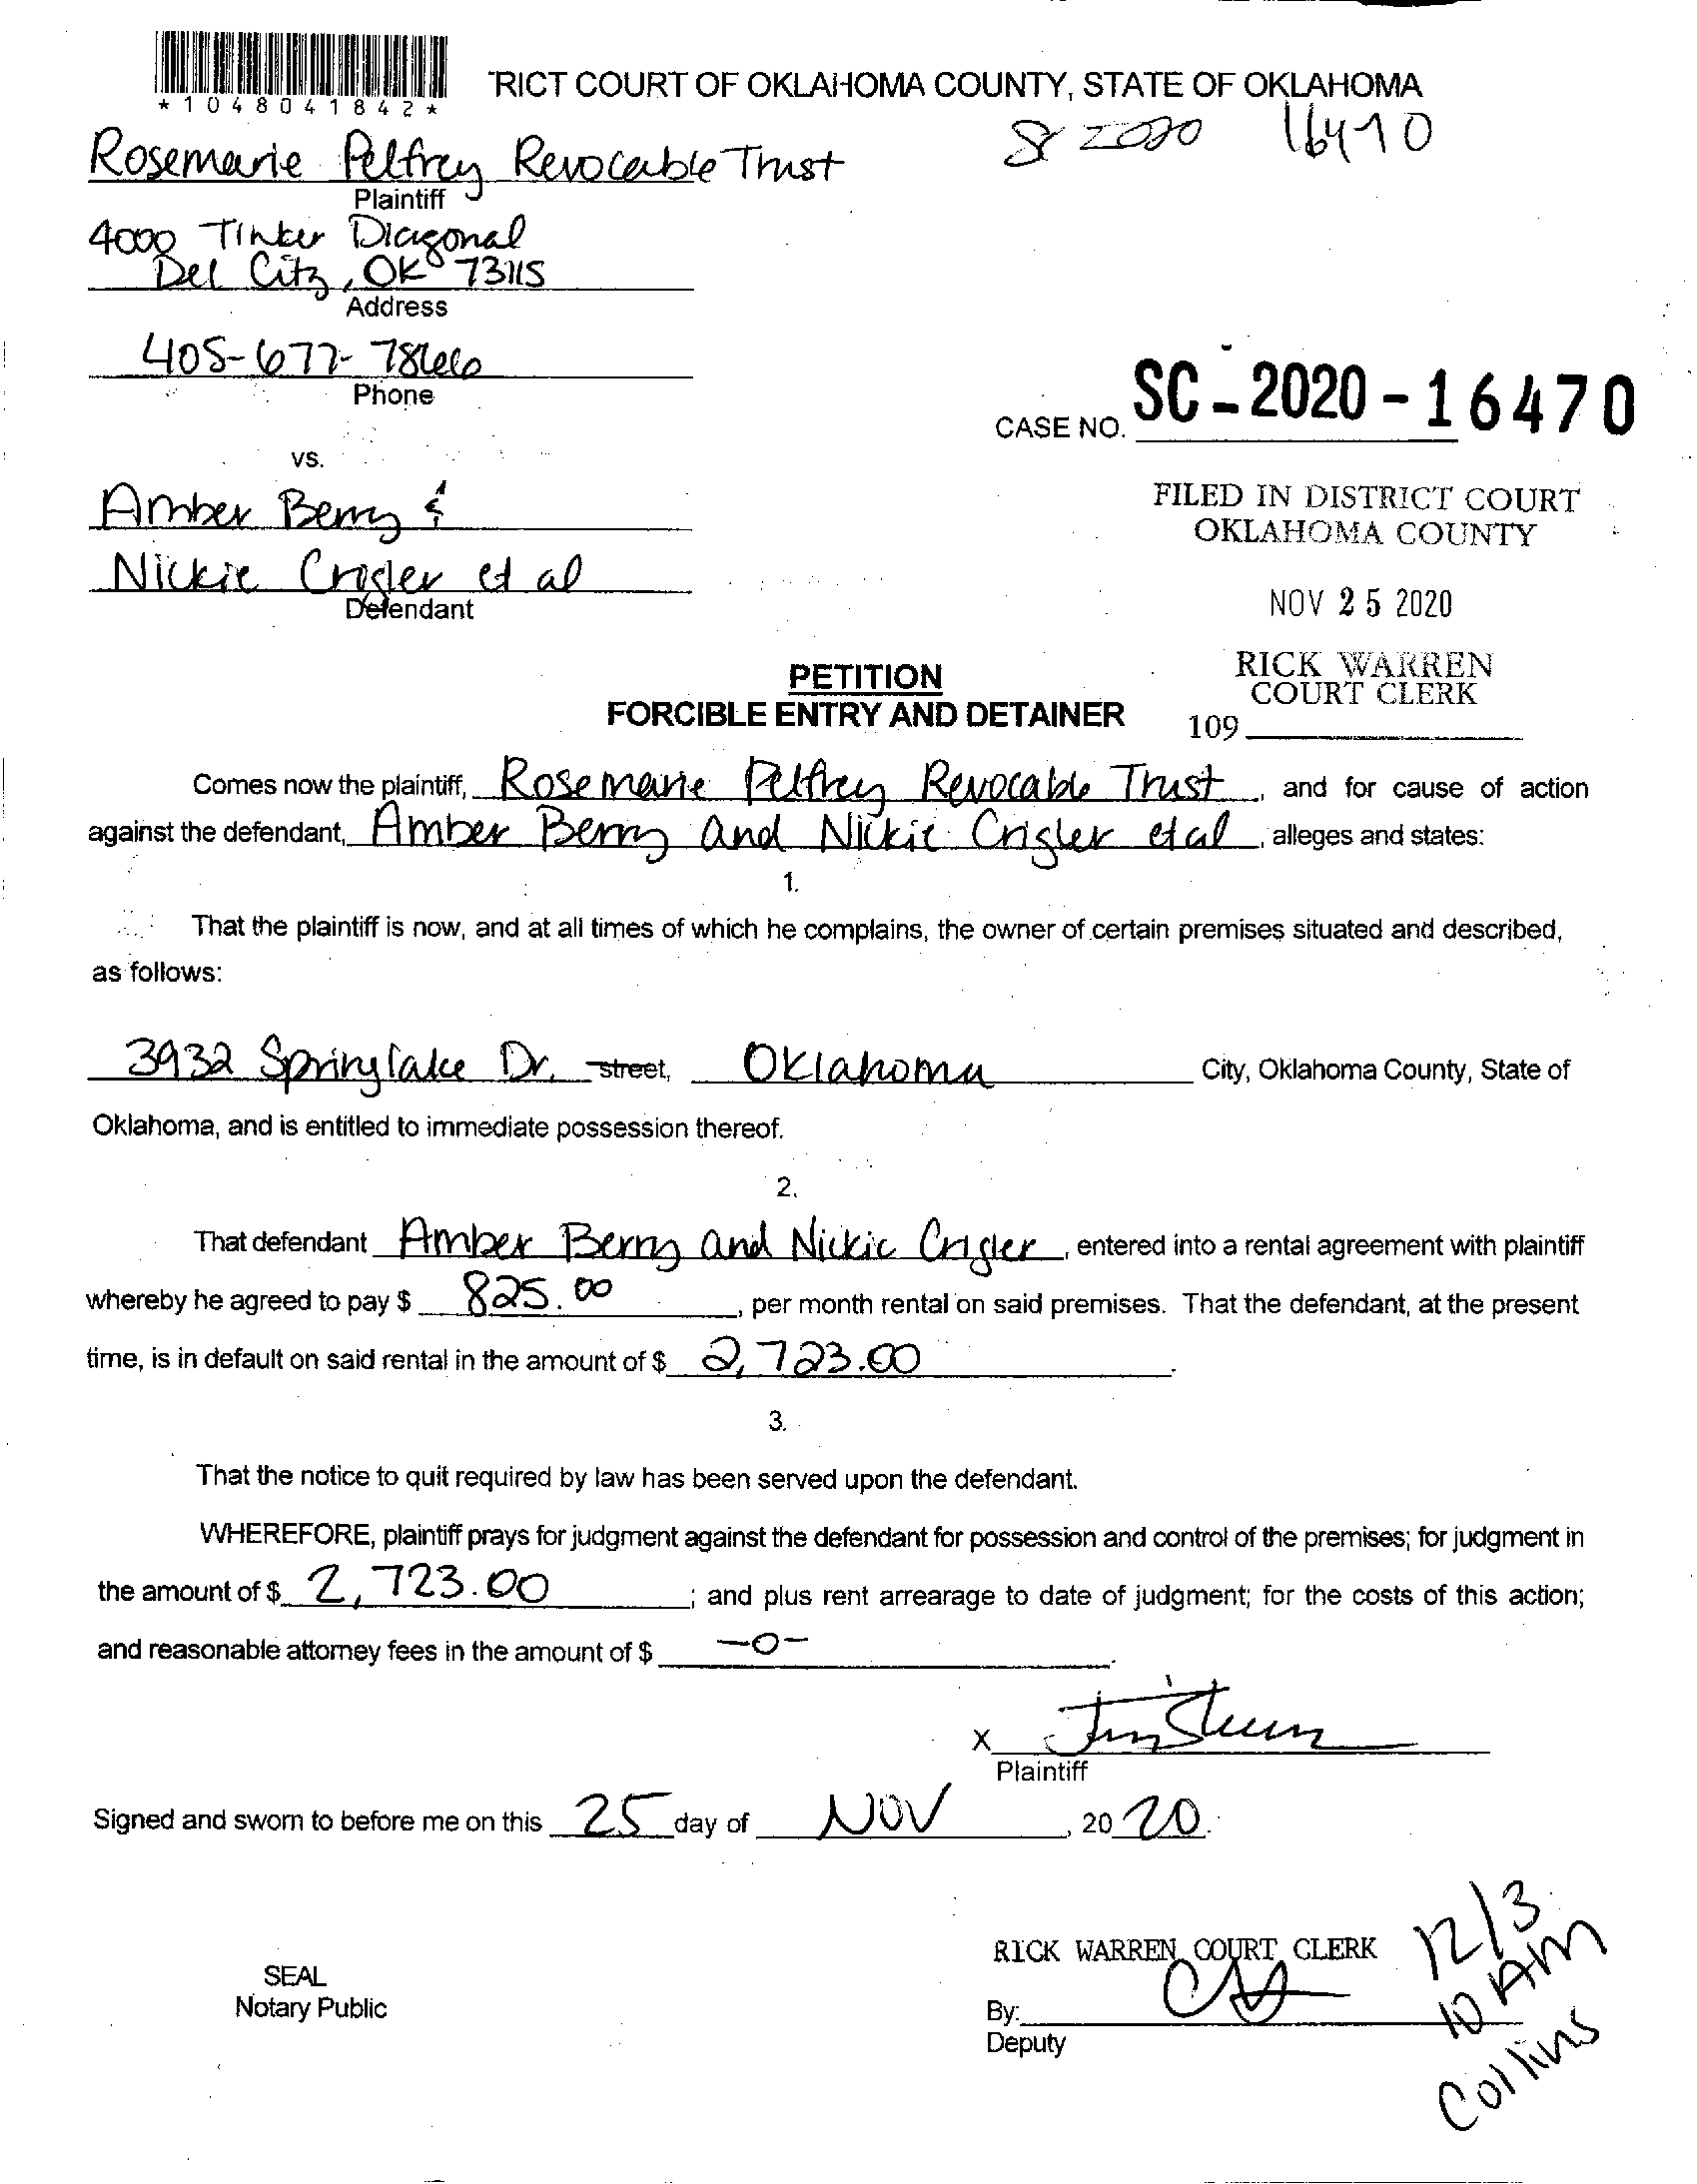 *1048041842*
RICT COURT OF OKLAHOMA COUNTY, STATE OF OKLAHOMA
SC 2020 16470
Rosemarie Pelfrey Revocable Trust
Plaintiff
4000 Tinker Diagonal
Del City, OK 73115
Address
405-677-7866
Phone
CASE NO. SC-2020-16470
vs.
Amber Berry &
FILED IN DISTRICT COURT
OKLAHOMA COUNTY
Nickie Crigler et al
Defendant
NOV 25 2020
RICK WARREN
COURT CLERK
109
PETITION
FORCIBLE ENTRY AND DETAINER
Comes now the plaintiff, Rosemarie Pelfrey Revocable Trust, and for cause of action
against the defendant, Amber Berry and Nickie Crigler et al, alleges and states:
1.
That the plaintiff is now, and at all times of which he complains, the owner of certain premises situated and described,
as follows:
3932 Springlake Dr. street, Oklahoma City, Oklahoma County, State of
Oklahoma, and is entitled to immediate possession thereof.
2.
That defendant Amber Berry and Nickie Crigler, entered into a rental agreement with plaintiff
whereby he agreed to pay $ 825.00, per month rental on said premises. That the defendant, at the present
time, is in default on said rental in the amount of $ 2,723.00.
3.
That the notice to quit required by law has been served upon the defendant.
WHEREFORE, plaintiff prays for judgment against the defendant for possession and control of the premises; for judgment in
the amount of $ 2,723.00; and plus rent arrearage to date of judgment; for the costs of this action;
and reasonable attorney fees in the amount of $ -0-.
X
Plaintiff
Signed and sworn to before me on this 25 day of NOV, 2020.
RICK WARREN, COURT CLERK
SEAL
Notary Public
By:
Deputy
12/3
10 AM
Collins